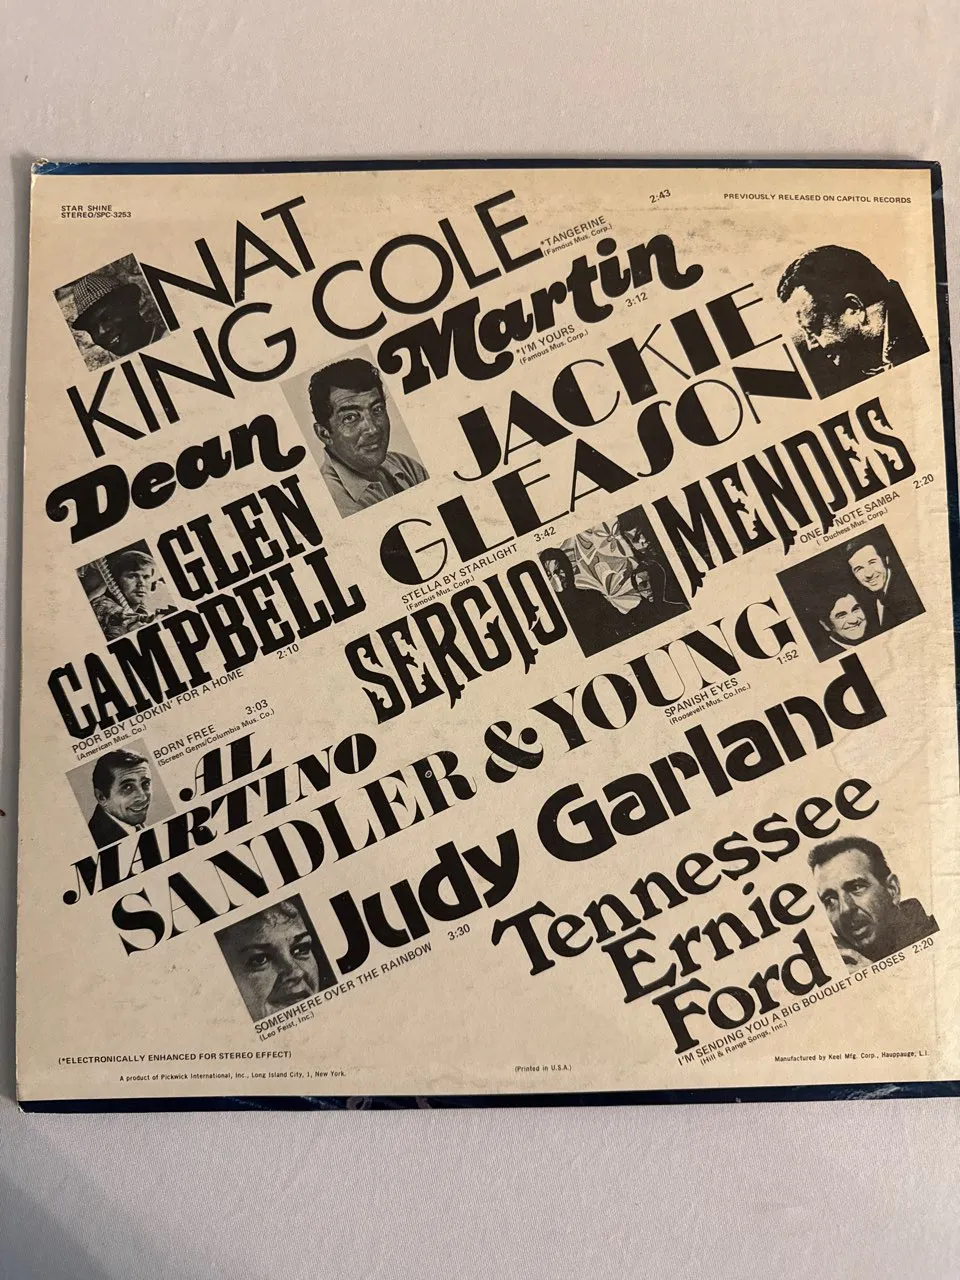 STAR SHINE
STEREO/SPC-3253
PREVIOUSLY RELEASED ON CAPITOL RECORDS
NAT
KING COLE
*TANGERINE 2:43
(Famous Mus. Corp.)
Dean Martin
*I'M YOURS 3:12
(Famous Mus. Corp.)
JACKIE
GLEASON
STELLA BY STARLIGHT 3:42
(Famous Mus. Corp.)
GLEN
CAMPBELL
POOR BOY LOOKIN' FOR A HOME 2:10
(American Mus. Co.)
SERGIO MENDES
ONE NOTE SAMBA 2:20
( Duchess Mus. Corp.)
BORN FREE 3:03
(Screen Gems/Columbia Mus. Co.)
AL
MARTINO
SANDLER & YOUNG
SPANISH EYES 1:52
(Roosevelt Mus. Co. Inc.)
Judy Garland
SOMEWHERE OVER THE RAINBOW 3:30
(Leo Feist, Inc.)
Tennessee
Ernie
Ford
I'M SENDING YOU A BIG BOUQUET OF ROSES 2:20
(Hill & Range Songs, Inc.)
(*ELECTRONICALLY ENHANCED FOR STEREO EFFECT)
A product of Pickwick International, Inc., Long Island City, 1, New York.
(Printed in U.S.A.)
Manufactured by Keel Mfg. Corp., Hauppauge, L.I.